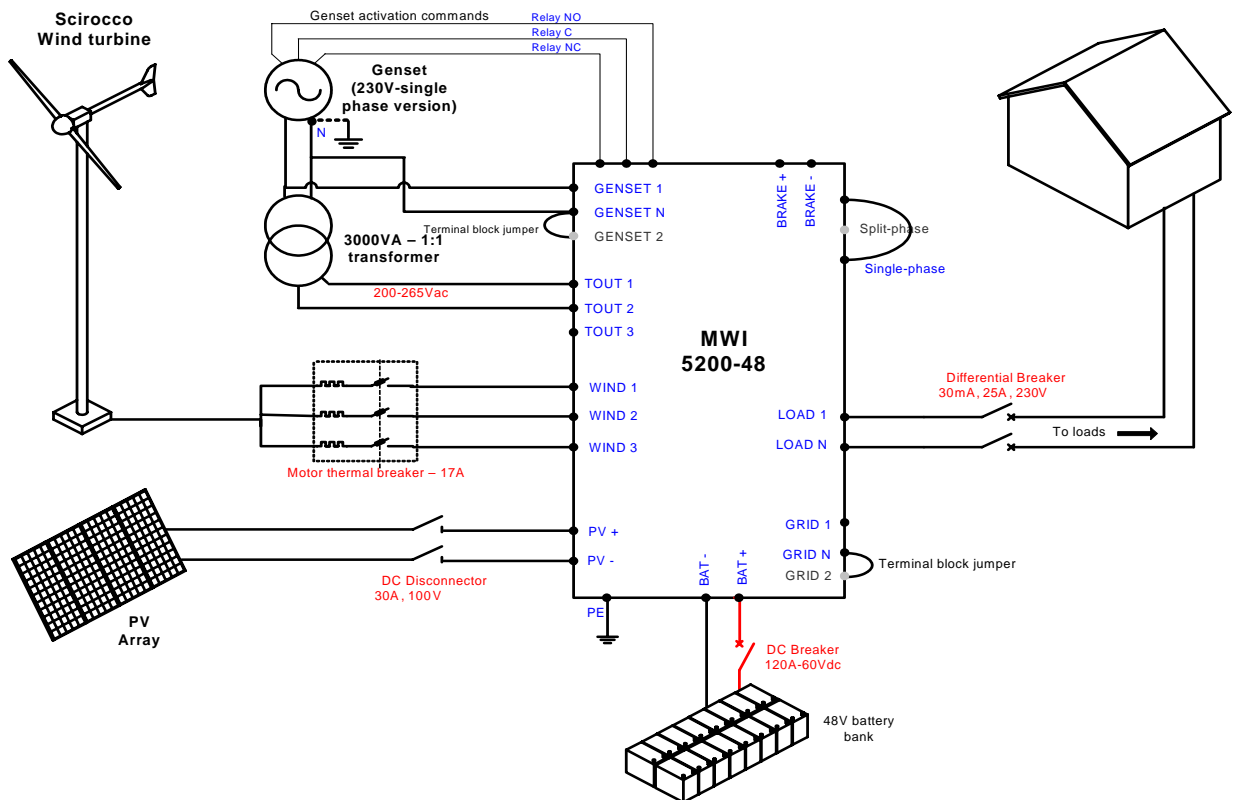 Scirocco
Wind turbine
Genset activation commands
Relay NO
Relay C
Relay NC
Genset
(230V-single
phase version)
N
GENSET 1
GENSET N
GENSET 2
Terminal block jumper
3000VA – 1:1
transformer
TOUT 1
200-265Vac
TOUT 2
TOUT 3
BRAKE +
BRAKE -
Split-phase
Single-phase
MWI
5200-48
WIND 1
WIND 2
WIND 3
Motor thermal breaker – 17A
Differential Breaker
30mA, 25A, 230V
LOAD 1
To loads
LOAD N
PV +
PV -
DC Disconnector
30A, 100V
PV
Array
GRID 1
GRID N
GRID 2
Terminal block jumper
BAT -
BAT +
PE
DC Breaker
120A-60Vdc
48V battery
bank